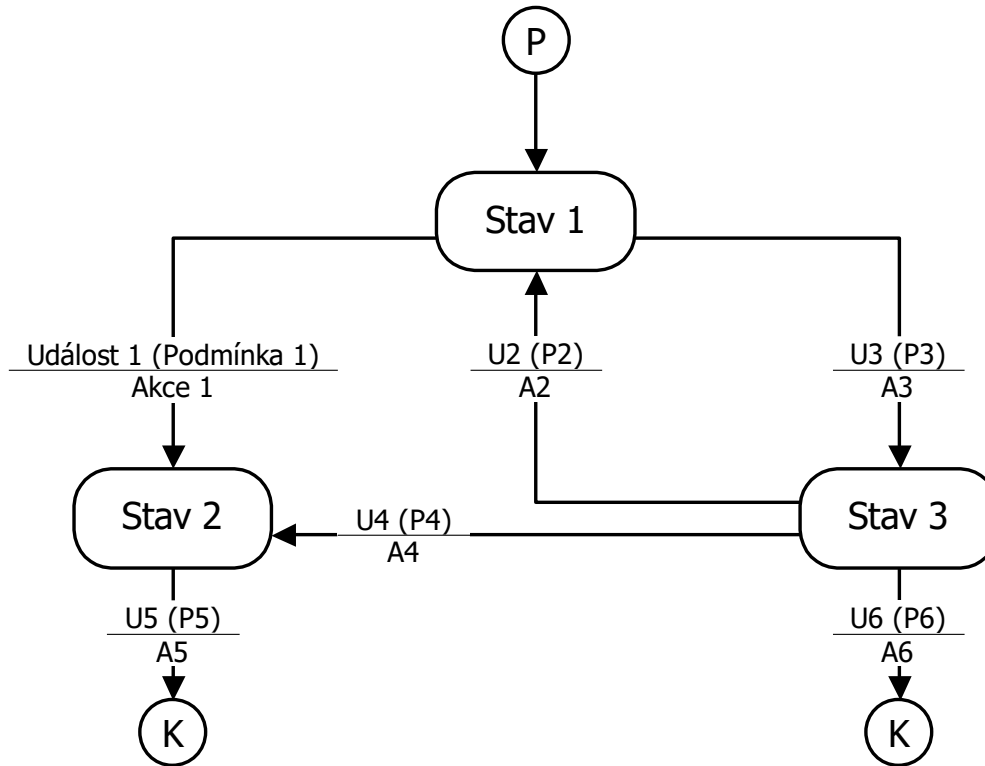 P
Stav 1
Událost 1 (Podmínka 1)
Akce 1
U2 (P2)
A2
U3 (P3)
A3
Stav 2
U4 (P4)
A4
Stav 3
U5 (P5)
A5
U6 (P6)
A6
K
K